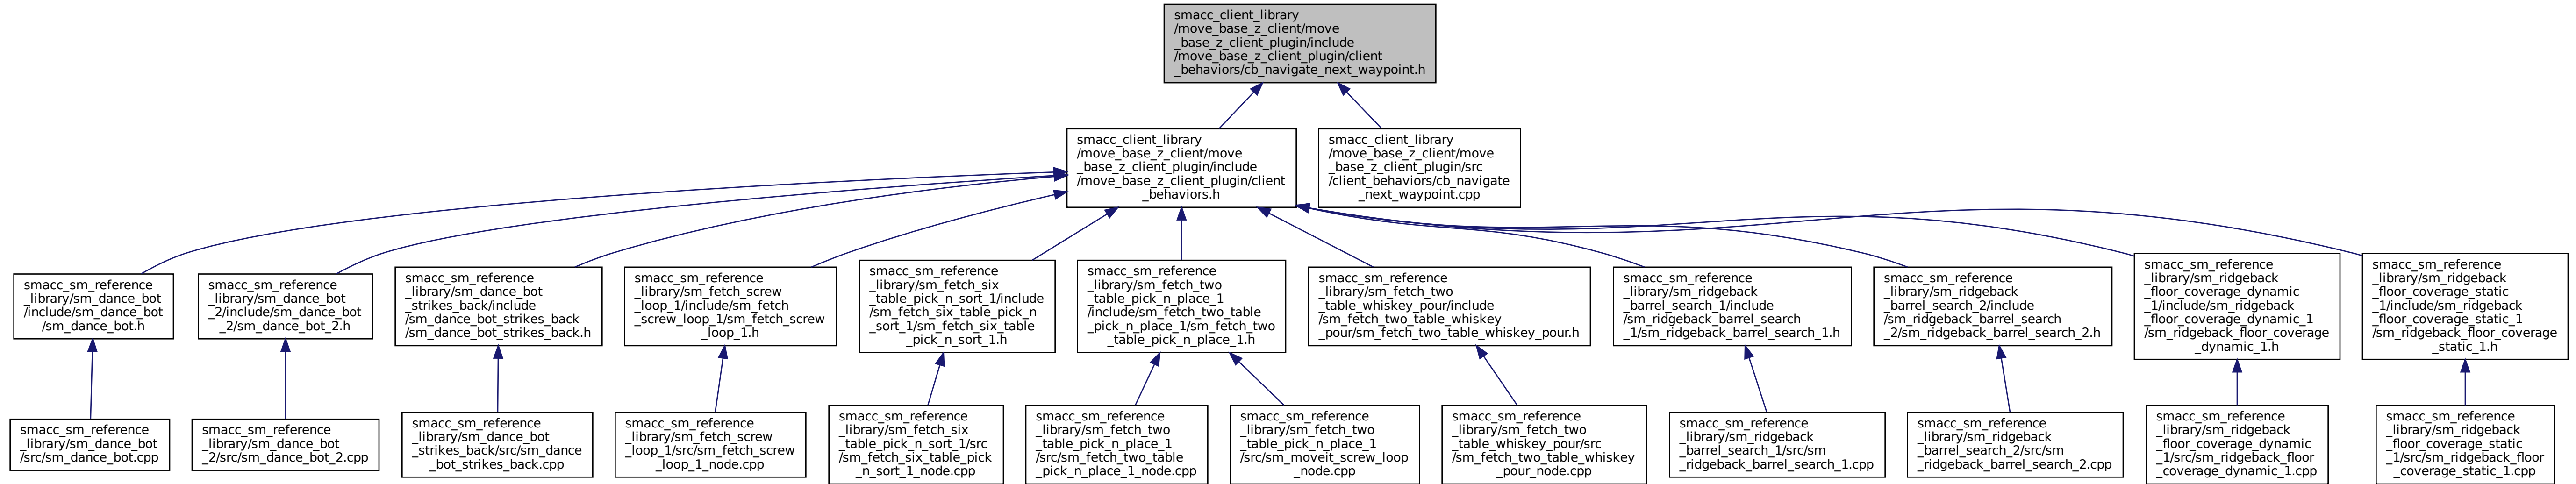 smacc_client_library
/move_base_z_client/move
_base_z_client_plugin/include
/move_base_z_client_plugin/client
_behaviors/cb_navigate_next_waypoint.h
smacc_client_library
/move_base_z_client/move
_base_z_client_plugin/include
/move_base_z_client_plugin/client
_behaviors.h
smacc_client_library
/move_base_z_client/move
_base_z_client_plugin/src
/client_behaviors/cb_navigate
_next_waypoint.cpp
smacc_sm_reference
_library/sm_dance_bot
/include/sm_dance_bot
/sm_dance_bot.h
smacc_sm_reference
_library/sm_dance_bot
_2/include/sm_dance_bot
_2/sm_dance_bot_2.h
smacc_sm_reference
_library/sm_dance_bot
_strikes_back/include
/sm_dance_bot_strikes_back
/sm_dance_bot_strikes_back.h
smacc_sm_reference
_library/sm_fetch_screw
_loop_1/include/sm_fetch
_screw_loop_1/sm_fetch_screw
_loop_1.h
smacc_sm_reference
_library/sm_fetch_six
_table_pick_n_sort_1/include
/sm_fetch_six_table_pick_n
_sort_1/sm_fetch_six_table
_pick_n_sort_1.h
smacc_sm_reference
_library/sm_fetch_two
_table_pick_n_place_1
/include/sm_fetch_two_table
_pick_n_place_1/sm_fetch_two
_table_pick_n_place_1.h
smacc_sm_reference
_library/sm_fetch_two
_table_whiskey_pour/include
/sm_fetch_two_table_whiskey
_pour/sm_fetch_two_table_whiskey_pour.h
smacc_sm_reference
_library/sm_ridgeback
_barrel_search_1/include
/sm_ridgeback_barrel_search
_1/sm_ridgeback_barrel_search_1.h
smacc_sm_reference
_library/sm_ridgeback
_barrel_search_2/include
/sm_ridgeback_barrel_search
_2/sm_ridgeback_barrel_search_2.h
smacc_sm_reference
_library/sm_ridgeback
_floor_coverage_dynamic
_1/include/sm_ridgeback
_floor_coverage_dynamic_1
/sm_ridgeback_floor_coverage
_dynamic_1.h
smacc_sm_reference
_library/sm_ridgeback
_floor_coverage_static
_1/include/sm_ridgeback
_floor_coverage_static_1
/sm_ridgeback_floor_coverage
_static_1.h
smacc_sm_reference
_library/sm_dance_bot
/src/sm_dance_bot.cpp
smacc_sm_reference
_library/sm_dance_bot
_2/src/sm_dance_bot_2.cpp
smacc_sm_reference
_library/sm_dance_bot
_strikes_back/src/sm_dance
_bot_strikes_back.cpp
smacc_sm_reference
_library/sm_fetch_screw
_loop_1/src/sm_fetch_screw
_loop_1_node.cpp
smacc_sm_reference
_library/sm_fetch_six
_table_pick_n_sort_1/src
/sm_fetch_six_table_pick
_n_sort_1_node.cpp
smacc_sm_reference
_library/sm_fetch_two
_table_pick_n_place_1
/src/sm_fetch_two_table
_pick_n_place_1_node.cpp
smacc_sm_reference
_library/sm_fetch_two
_table_pick_n_place_1
/src/sm_moveit_screw_loop
_node.cpp
smacc_sm_reference
_library/sm_fetch_two
_table_whiskey_pour/src
/sm_fetch_two_table_whiskey
_pour_node.cpp
smacc_sm_reference
_library/sm_ridgeback
_barrel_search_1/src/sm
_ridgeback_barrel_search_1.cpp
smacc_sm_reference
_library/sm_ridgeback
_barrel_search_2/src/sm
_ridgeback_barrel_search_2.cpp
smacc_sm_reference
_library/sm_ridgeback
_floor_coverage_dynamic
_1/src/sm_ridgeback_floor
_coverage_dynamic_1.cpp
smacc_sm_reference
_library/sm_ridgeback
_floor_coverage_static
_1/src/sm_ridgeback_floor
_coverage_static_1.cpp